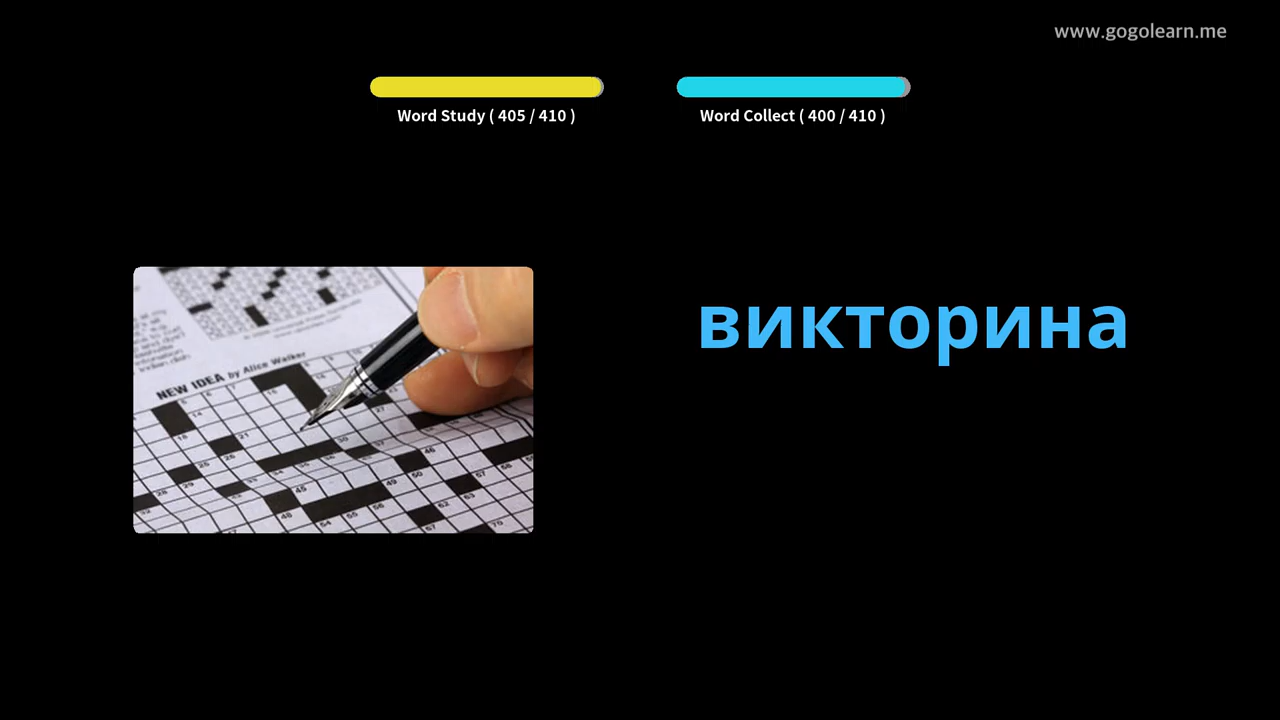 www.gogolearn.me
Word Study ( 405 / 410 )
Word Collect ( 400 / 410 )
викторина
NEW IDEA by Alice Walker